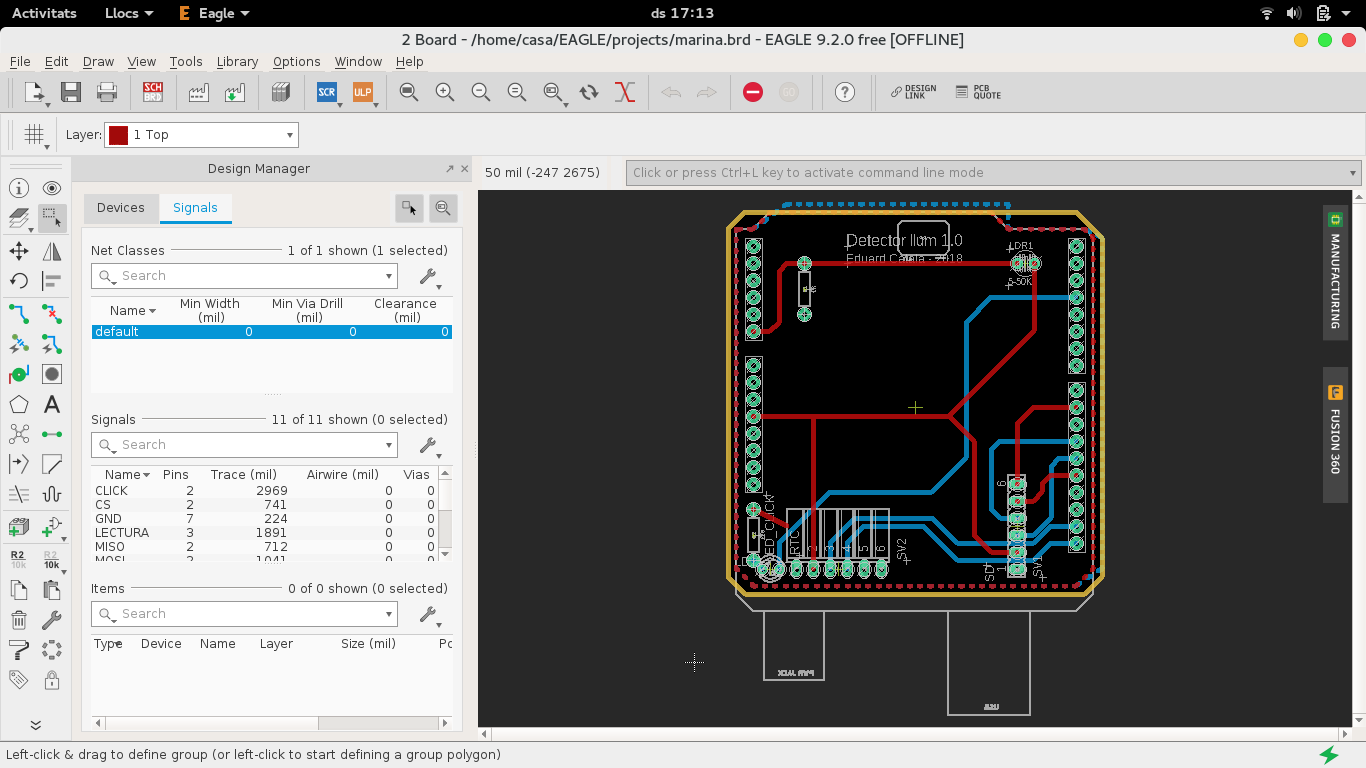 Activitats Llocs Eagle ds 17:13
2 Board - /home/casa/EAGLE/projects/marina.brd - EAGLE 9.2.0 free [OFFLINE]
File Edit Draw View Tools Library Options Window Help
SCH BRD SCR ULP GO ? DESIGN LINK PCB QUOTE
Layer: 1 Top
Design Manager
50 mil (-247 2675)
Click or press Ctrl+L key to activate command line mode
Devices Signals
Net Classes 1 of 1 shown (1 selected)
Search
Name Min Width (mil) Min Via Drill (mil) Clearance (mil)
default 0 0 0
Signals 11 of 11 shown (0 selected)
Search
Name Pins Trace (mil) Airwire (mil) Vias
CLICK 2 2969 0 0
CS 2 741 0 0
GND 7 224 0 0
LECTURA 3 1891 0 0
MISO 2 712 0 0
MOSI 2 1041 0 0
Items 0 of 0 shown (0 selected)
Search
Type Device Name Layer Size (mil) Po
R2 10k
R2 10k
Detector llum 1.0
LDR1
5-50K
LED_CLICK
RTC
1 2 3 4 5 6
SV2
6
1
SD
SV1
MANUFACTURING
FUSION 360
Left-click & drag to define group (or left-click to start defining a group polygon)